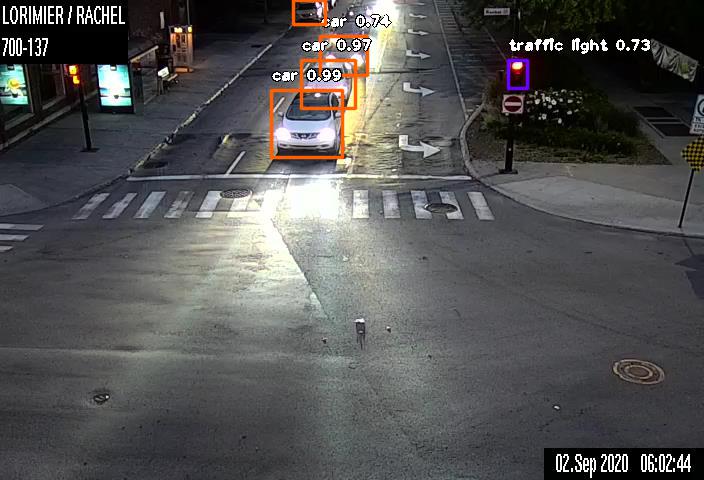 LORIMIER / RACHEL
700-137
car 0.74
car 0.97
traffic light 0.73
car 0.99
02.Sep 2020 06:02:44